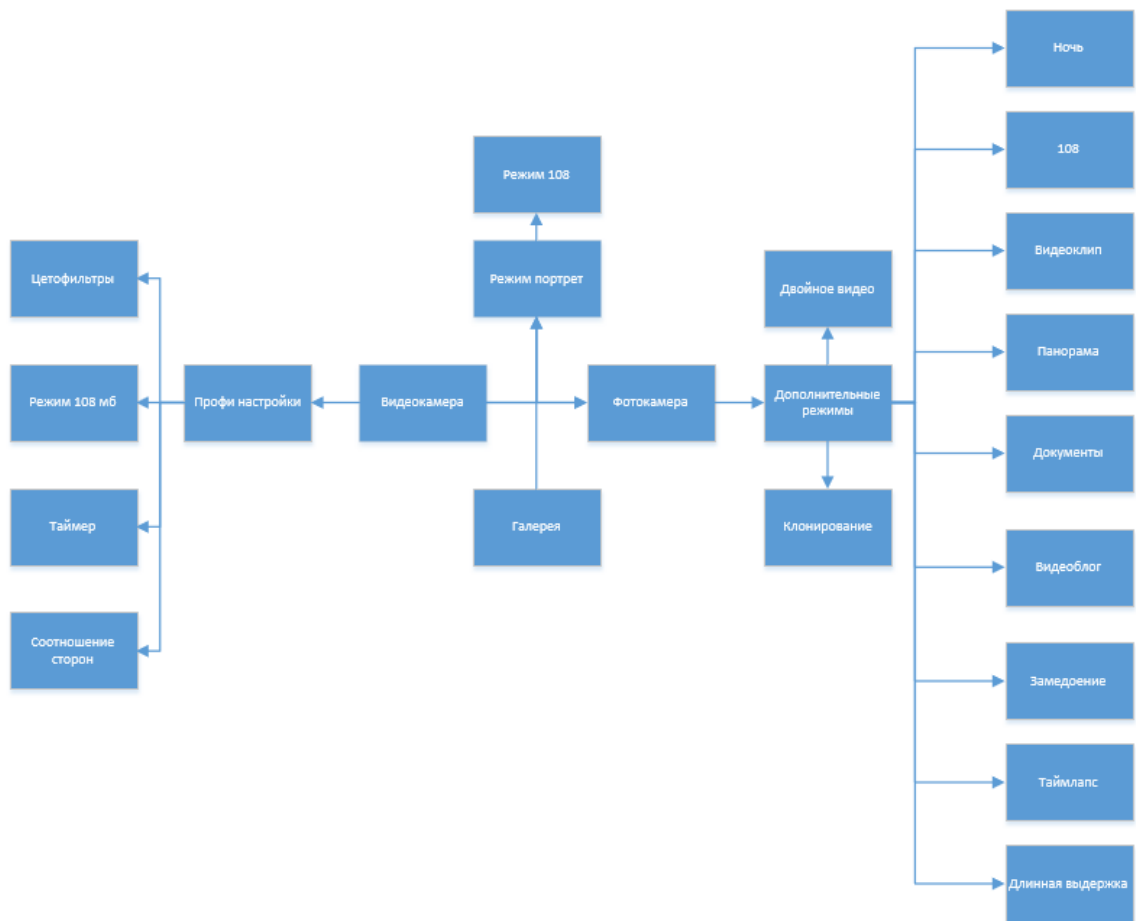 Ночь
108
Режим 108
Видеоклип
Цетофильтры
Режим портрет
Двойное видео
Панорама
Режим 108 мб
Профи настройки
Видеокамера
Фотокамера
Дополнительные
режимы
Документы
Таймер
Галерея
Клонирование
Видеоблог
Соотношение
сторон
Замедоение
Таймлапс
Длинная выдержка